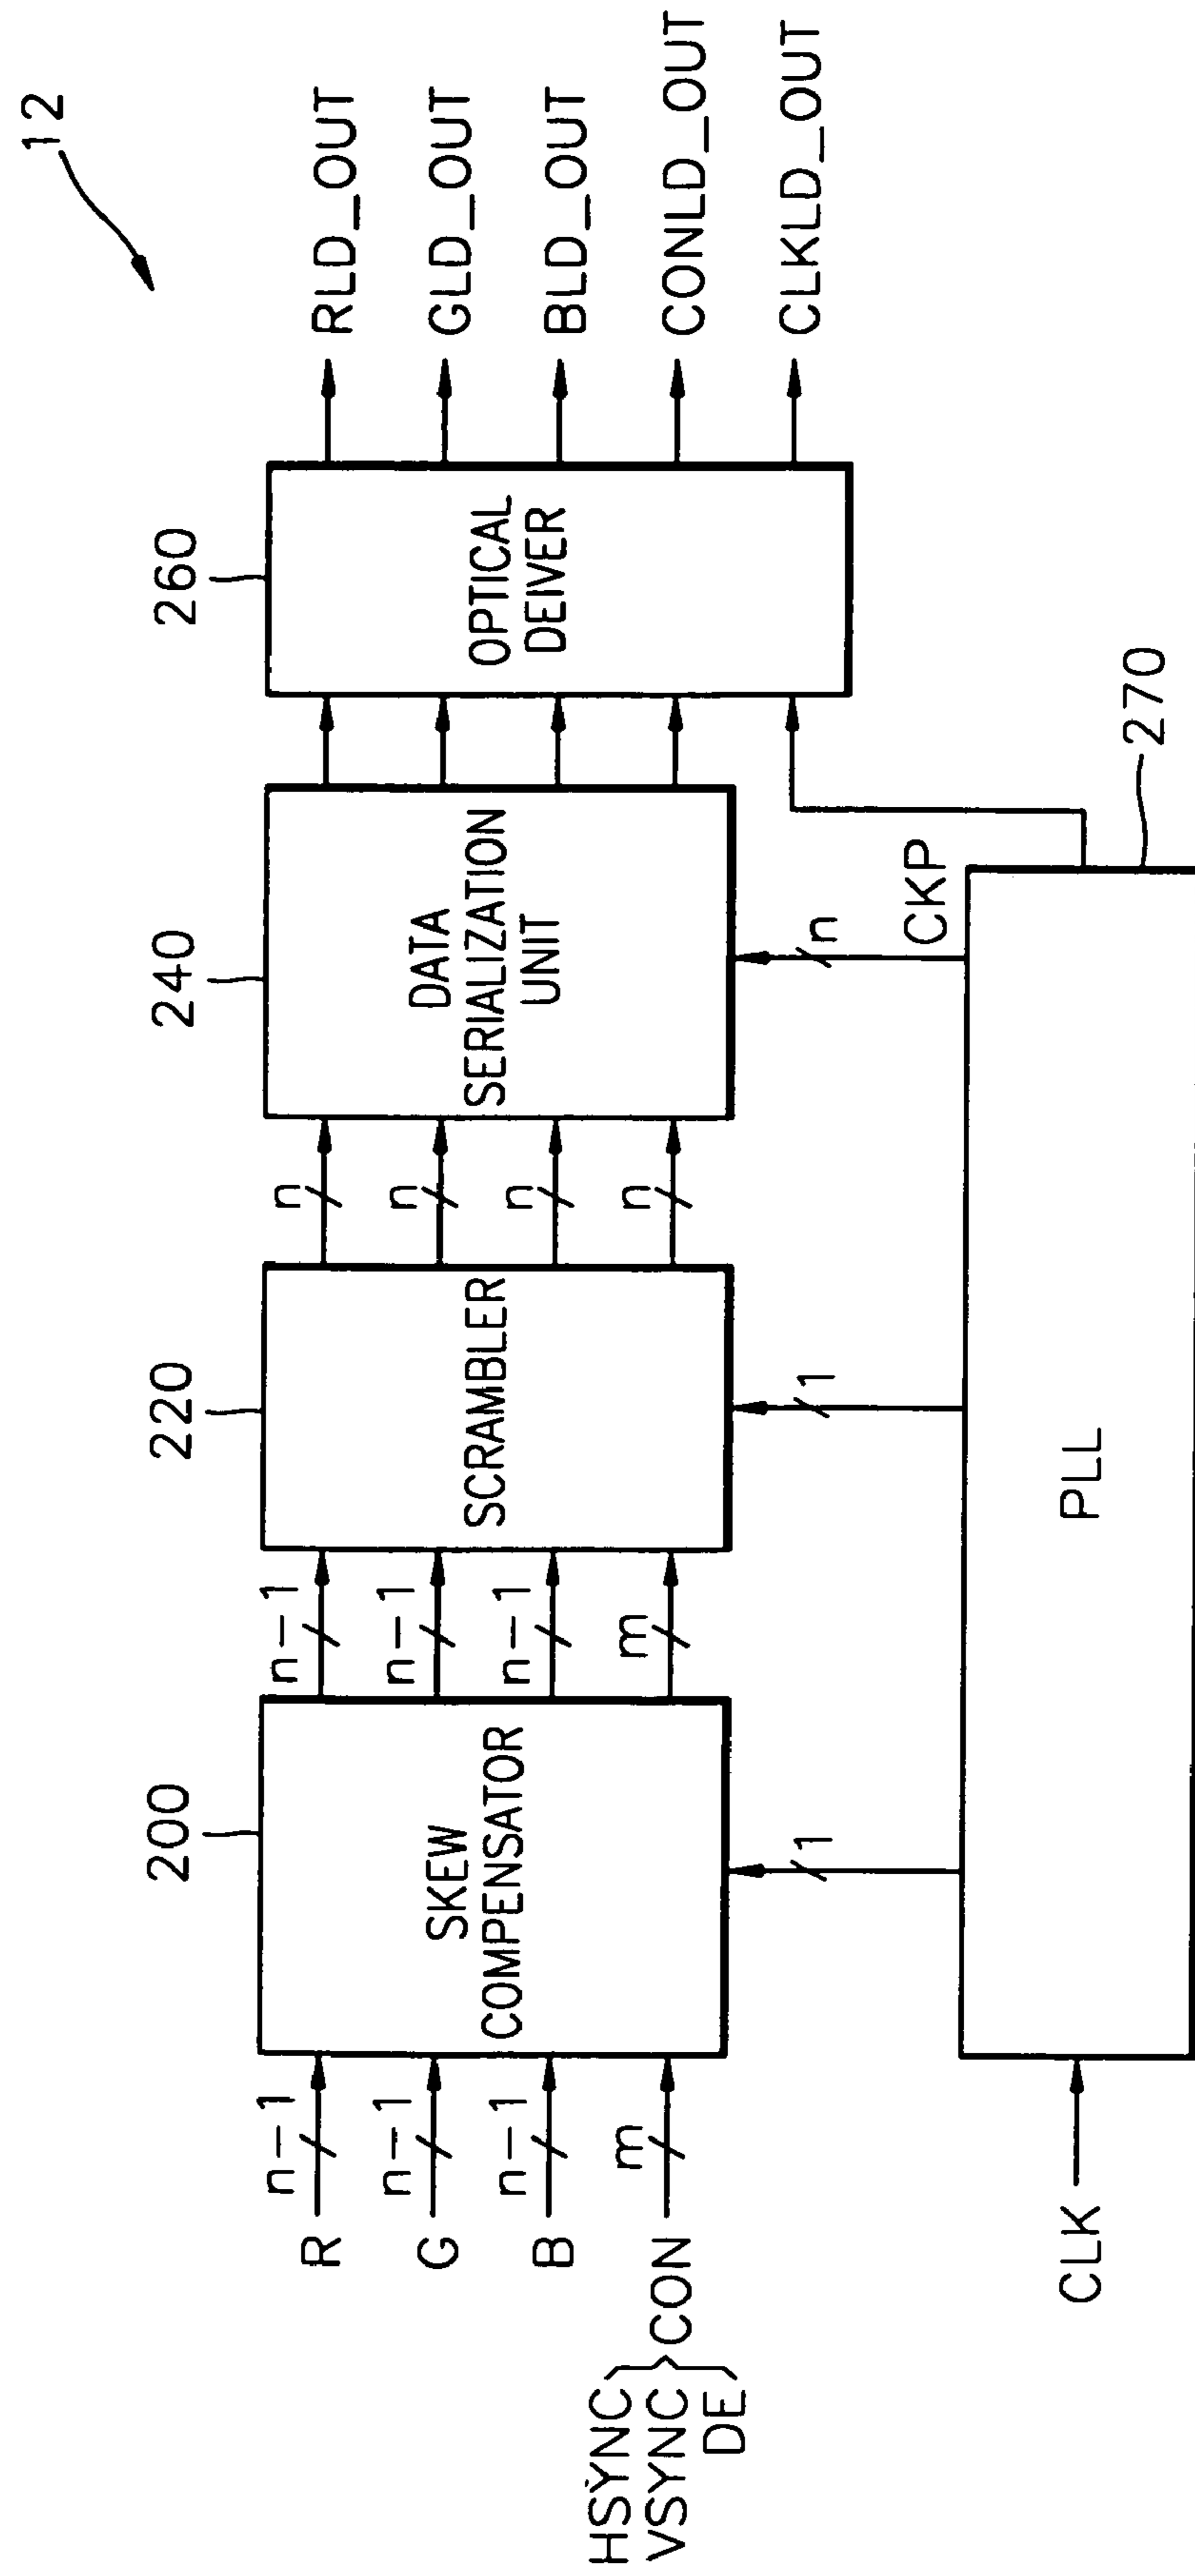 12
200
220
240
260
R
G
B
CON
HSYNC
VSYNC
DE
n-1
n-1
n-1
m
SKEW
COMPENSATOR
n-1
n-1
n-1
m
SCRAMBLER
n
n
n
n
DATA
SERIALIZATION
UNIT
OPTICAL
DEIVER
RLD_OUT
GLD_OUT
BLD_OUT
CONLD_OUT
CLKLD_OUT
1
1
n
CKP
CLK
PLL
270